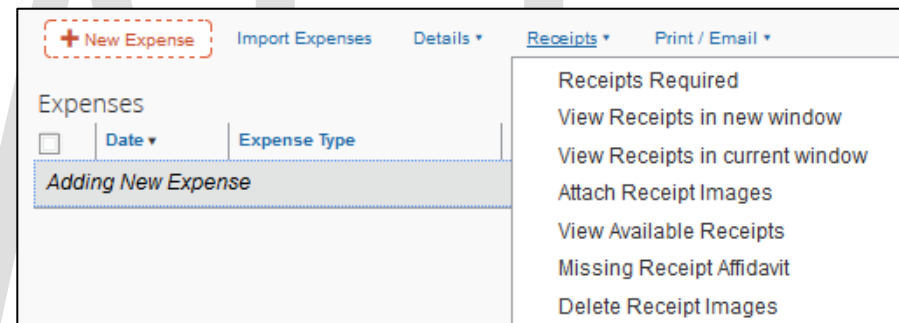 + New Expense Import Expenses Details ▾ Receipts ▾ Print / Email ▾
Receipts Required
View Receipts in new window
View Receipts in current window
Attach Receipt Images
View Available Receipts
Missing Receipt Affidavit
Delete Receipt Images
Expenses
Date ▾ Expense Type
Adding New Expense